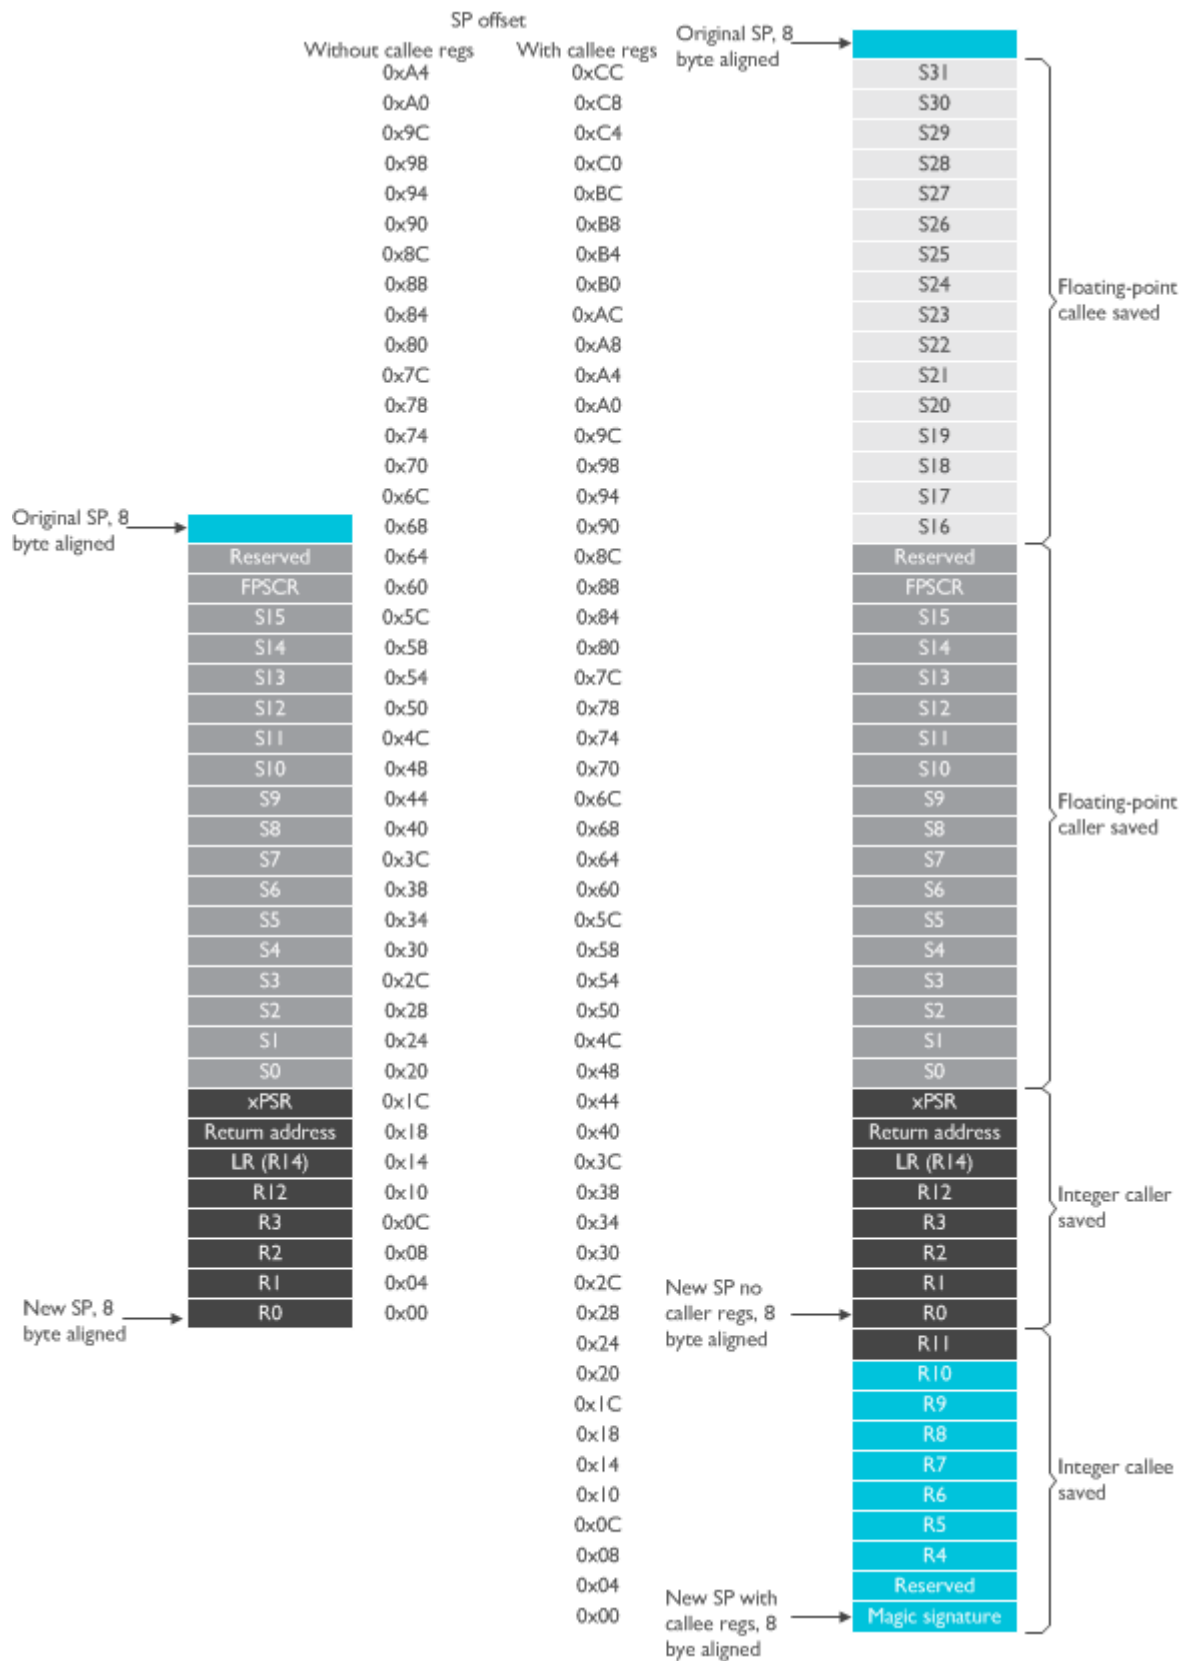 SP offset
Without callee regs With callee regs
Original SP, 8
byte aligned
0xA4 0xCC S31
0xA0 0xC8 S30
0x9C 0xC4 S29
0x98 0xC0 S28
0x94 0xBC S27
0x90 0xB8 S26
0x8C 0xB4 S25
0x88 0xB0 S24
0x84 0xAC S23
0x80 0xA8 S22
0x7C 0xA4 S21
0x78 0xA0 S20
0x74 0x9C S19
0x70 0x98 S18
0x6C 0x94 S17
0x68 0x90 S16
Floating-point
callee saved
Original SP, 8
byte aligned
Reserved 0x64 0x8C Reserved
FPSCR 0x60 0x88 FPSCR
S15 0x5C 0x84 S15
S14 0x58 0x80 S14
S13 0x54 0x7C S13
S12 0x50 0x78 S12
S11 0x4C 0x74 S11
S10 0x48 0x70 S10
S9 0x44 0x6C S9
S8 0x40 0x68 S8
S7 0x3C 0x64 S7
S6 0x38 0x60 S6
S5 0x34 0x5C S5
S4 0x30 0x58 S4
S3 0x2C 0x54 S3
S2 0x28 0x50 S2
S1 0x24 0x4C S1
S0 0x20 0x48 S0
Floating-point
caller saved
xPSR 0x1C 0x44 xPSR
Return address 0x18 0x40 Return address
LR (R14) 0x14 0x3C LR (R14)
R12 0x10 0x38 R12
R3 0x0C 0x34 R3
R2 0x08 0x30 R2
R1 0x04 0x2C R1
R0 0x00 0x28 R0
Integer caller
saved
New SP, 8
byte aligned
New SP no
caller regs, 8
byte aligned
0x24 R11
0x20 R10
0x1C R9
0x18 R8
0x14 R7
0x10 R6
0x0C R5
0x08 R4
0x04 Reserved
0x00 Magic signature
Integer callee
saved
New SP with
callee regs, 8
bye aligned